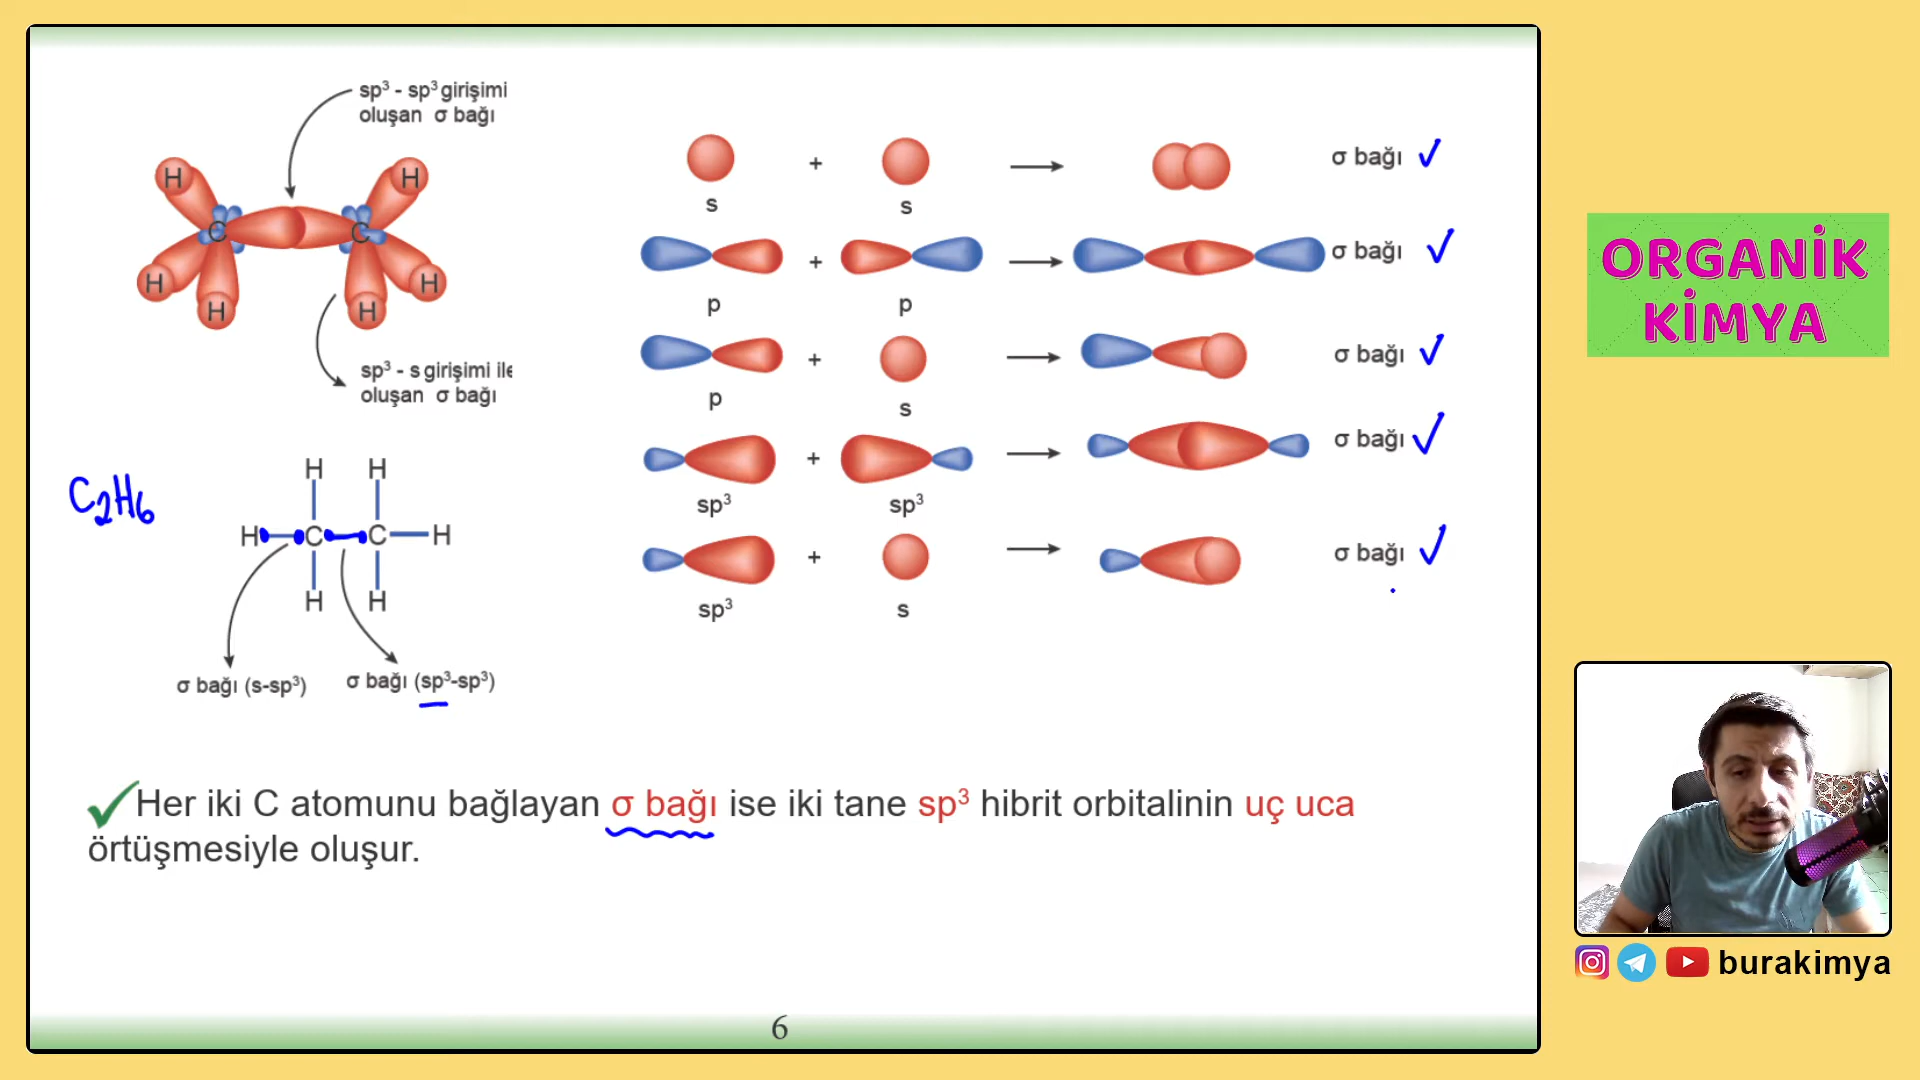 sp³ - sp³ girişimi
oluşan σ bağı
H
H
C
C
H
H
H
H
sp³ - s girişimi ile
oluşan σ bağı
C₂H₆
H H
H C C H
H H
σ bağı (s-sp³)
σ bağı (sp³-sp³)
s + s → σ bağı ✓
p + p → σ bağı ✓
p + s → σ bağı ✓
sp³ + sp³ → σ bağı ✓
sp³ + s → σ bağı ✓
✓Her iki C atomunu bağlayan σ bağı ise iki tane sp³ hibrit orbitalinin uç uca
örtüşmesiyle oluşur.
6
ORGANİK
KİMYA
burakimya